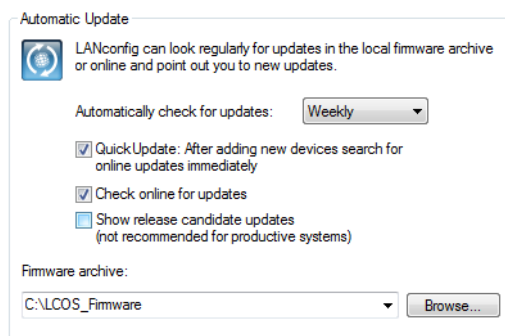 Automatic Update
LANconfig can look regularly for updates in the local firmware archive
or online and point out you to new updates.
Automatically check for updates: Weekly
QuickUpdate: After adding new devices search for
online updates immediately
Check online for updates
Show release candidate updates
(not recommended for productive systems)
Firmware archive:
C:\LCOS_Firmware Browse...